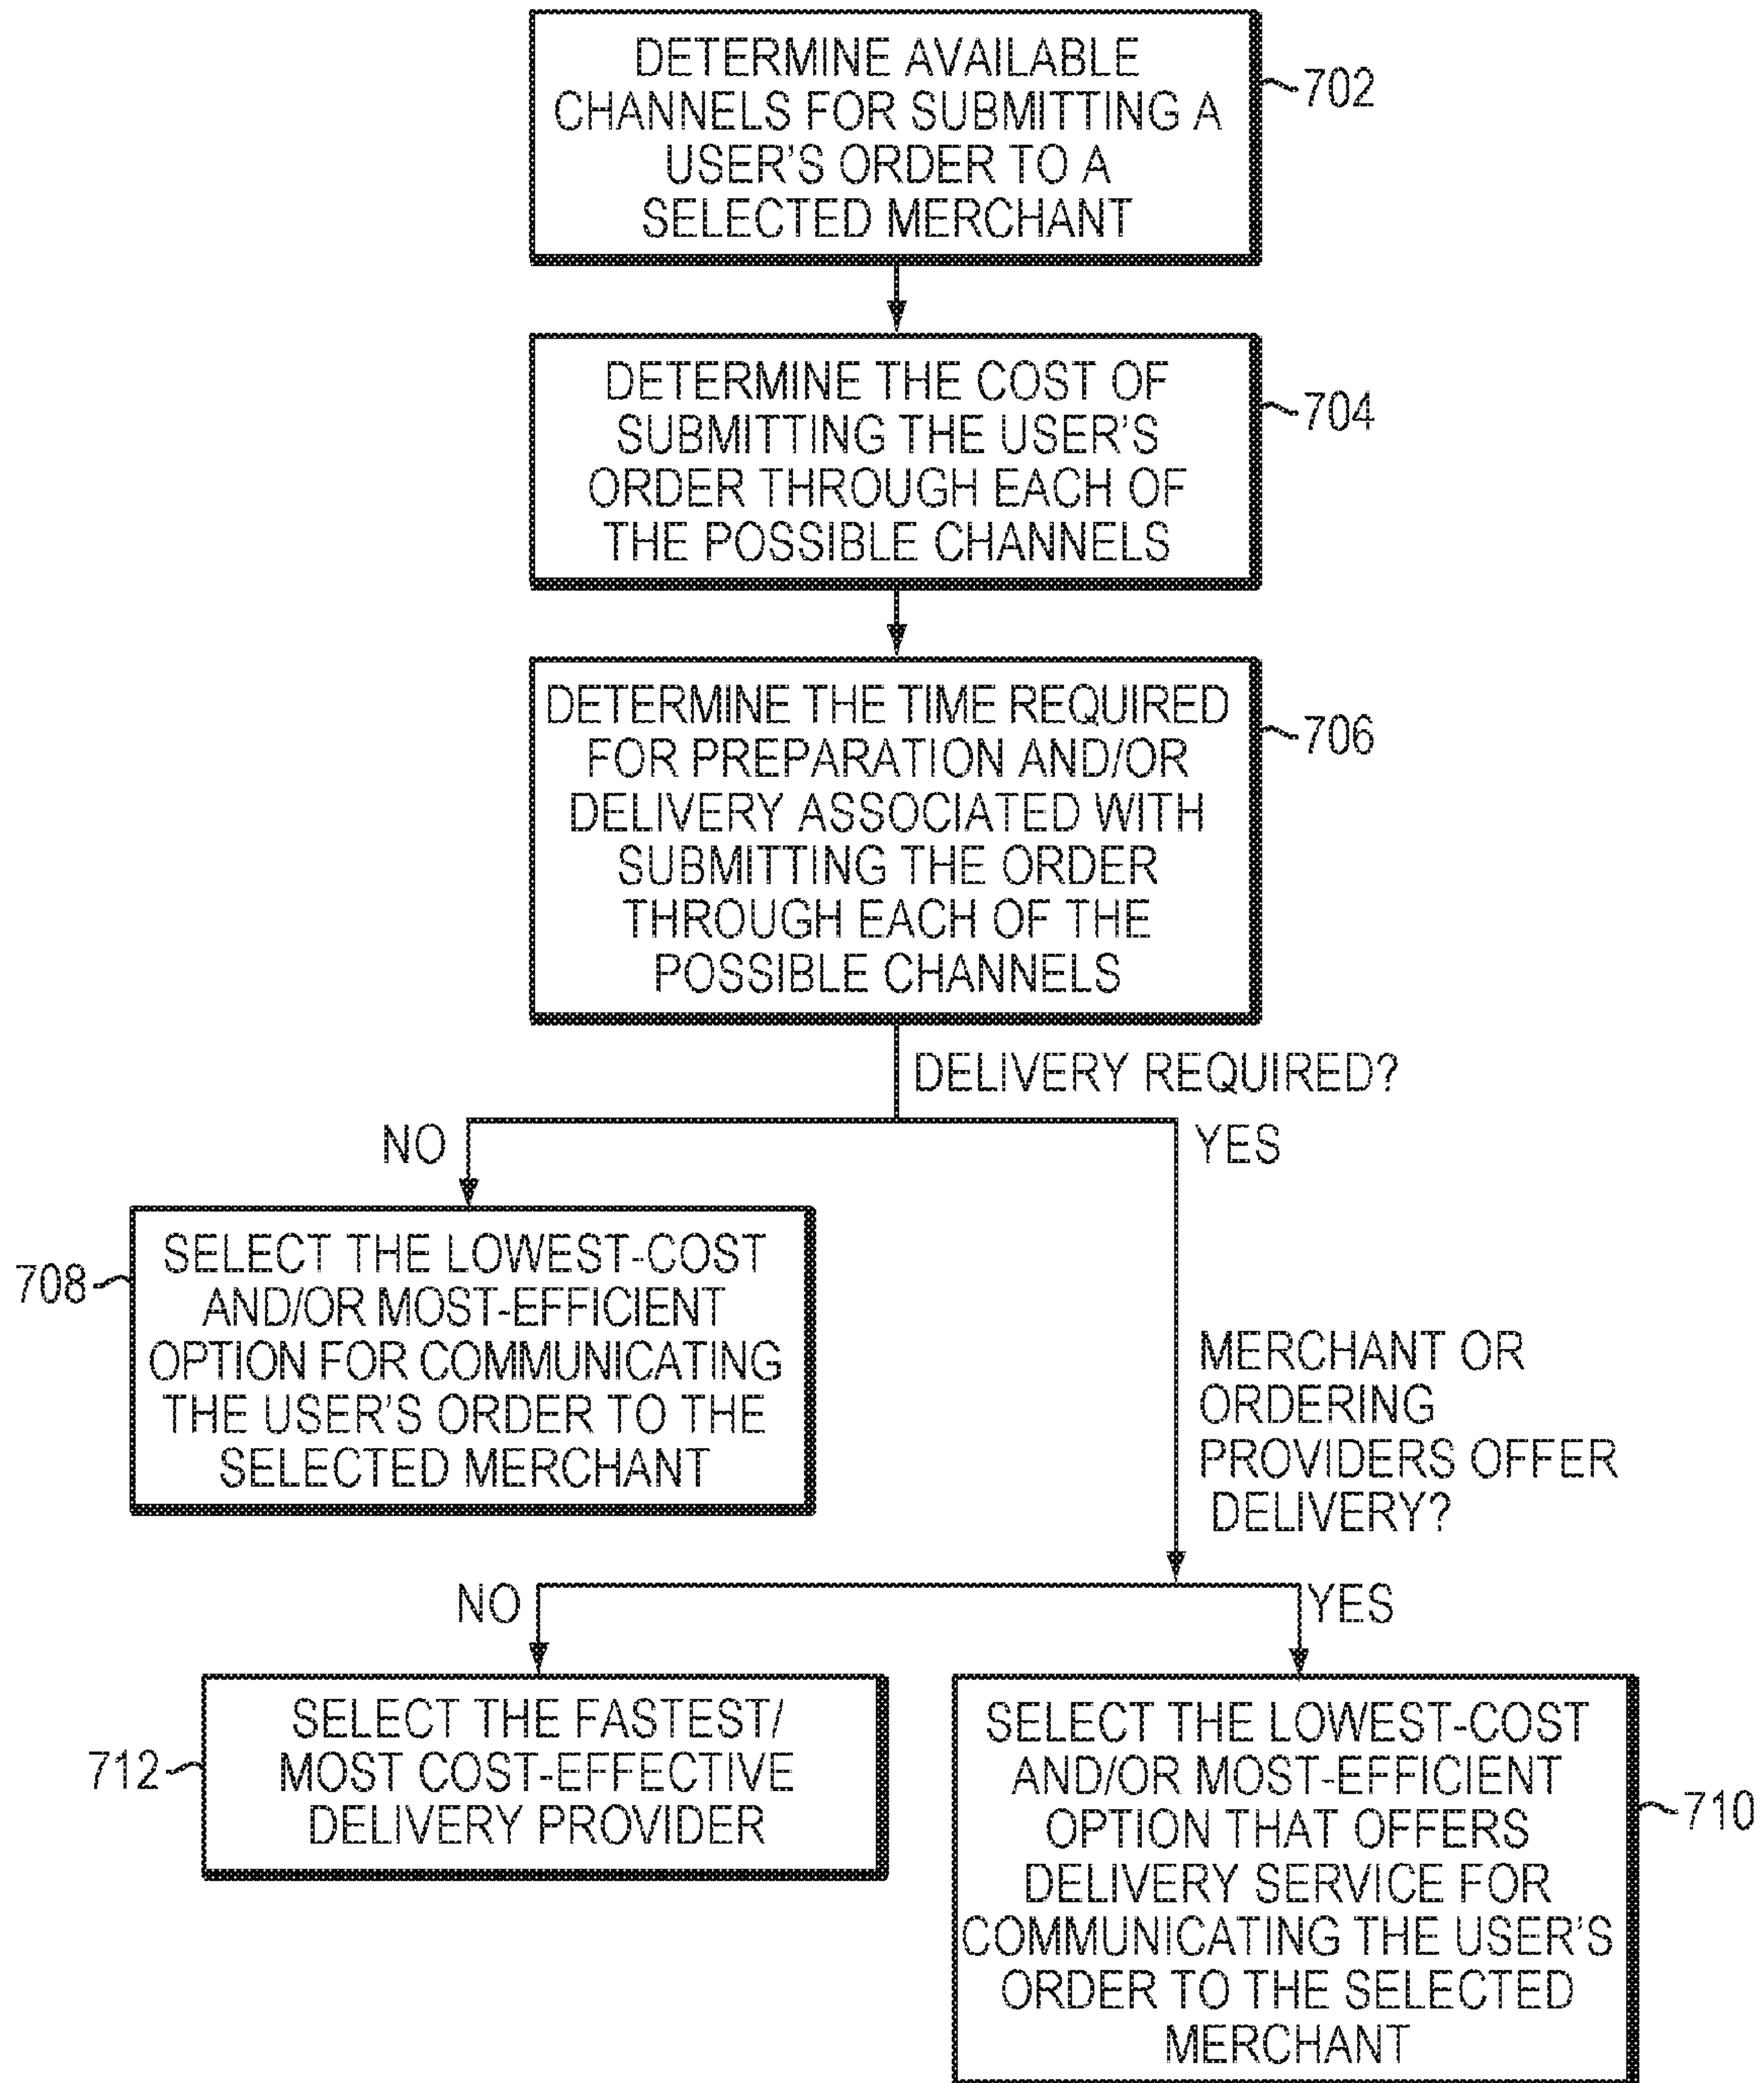 DETERMINE AVAILABLE
CHANNELS FOR SUBMITTING A
USER'S ORDER TO A
SELECTED MERCHANT
702
DETERMINE THE COST OF
SUBMITTING THE USER'S
ORDER THROUGH EACH OF
THE POSSIBLE CHANNELS
704
DETERMINE THE TIME REQUIRED
FOR PREPARATION AND/OR
DELIVERY ASSOCIATED WITH
SUBMITTING THE ORDER
THROUGH EACH OF THE
POSSIBLE CHANNELS
706
DELIVERY REQUIRED?
NO
YES
708
SELECT THE LOWEST-COST
AND/OR MOST-EFFICIENT
OPTION FOR COMMUNICATING
THE USER'S ORDER TO THE
SELECTED MERCHANT
MERCHANT OR
ORDERING
PROVIDERS OFFER
DELIVERY?
NO
YES
712
SELECT THE FASTEST/
MOST COST-EFFECTIVE
DELIVERY PROVIDER
SELECT THE LOWEST-COST
AND/OR MOST-EFFICIENT
OPTION THAT OFFERS
DELIVERY SERVICE FOR
COMMUNICATING THE USER'S
ORDER TO THE SELECTED
MERCHANT
710